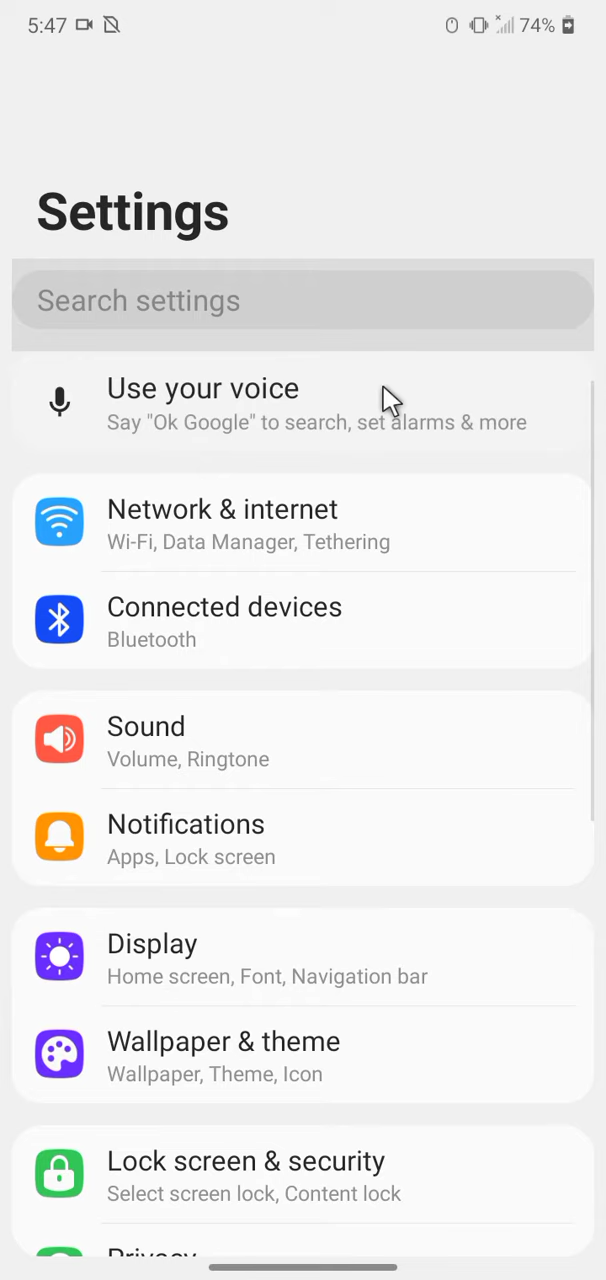 5:47
74%
Settings
Search settings
Use your voice
Say "Ok Google" to search, set alarms & more
Network & internet
Wi-Fi, Data Manager, Tethering
Connected devices
Bluetooth
Sound
Volume, Ringtone
Notifications
Apps, Lock screen
Display
Home screen, Font, Navigation bar
Wallpaper & theme
Wallpaper, Theme, Icon
Lock screen & security
Select screen lock, Content lock
Privacy